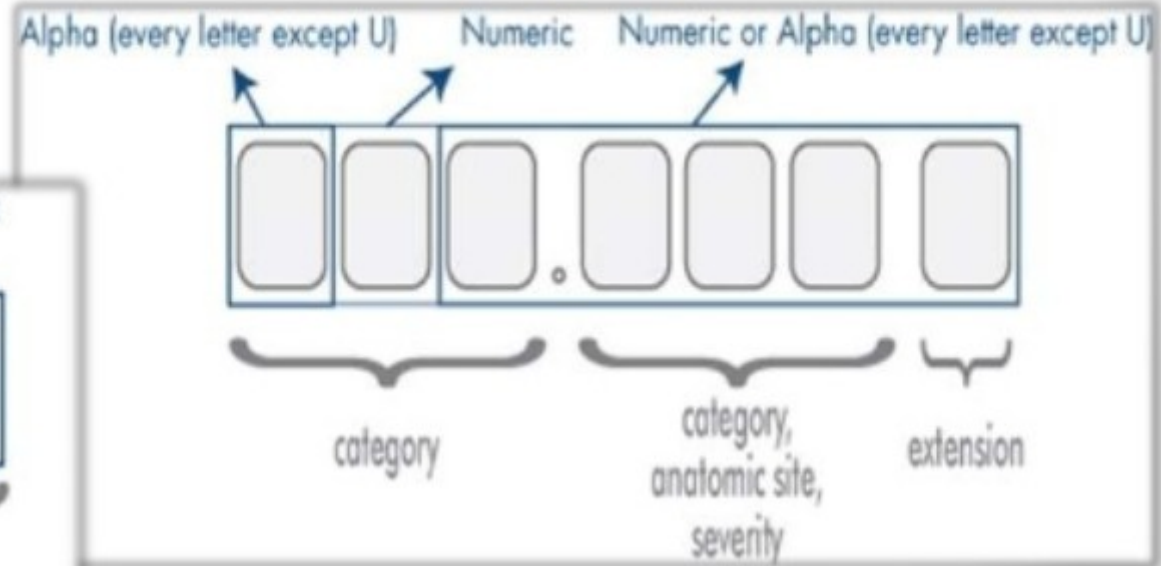 Alpha (every letter except U) Numeric Numeric or Alpha (every letter except U)
.
category
category,
anatomic site,
severity
extension